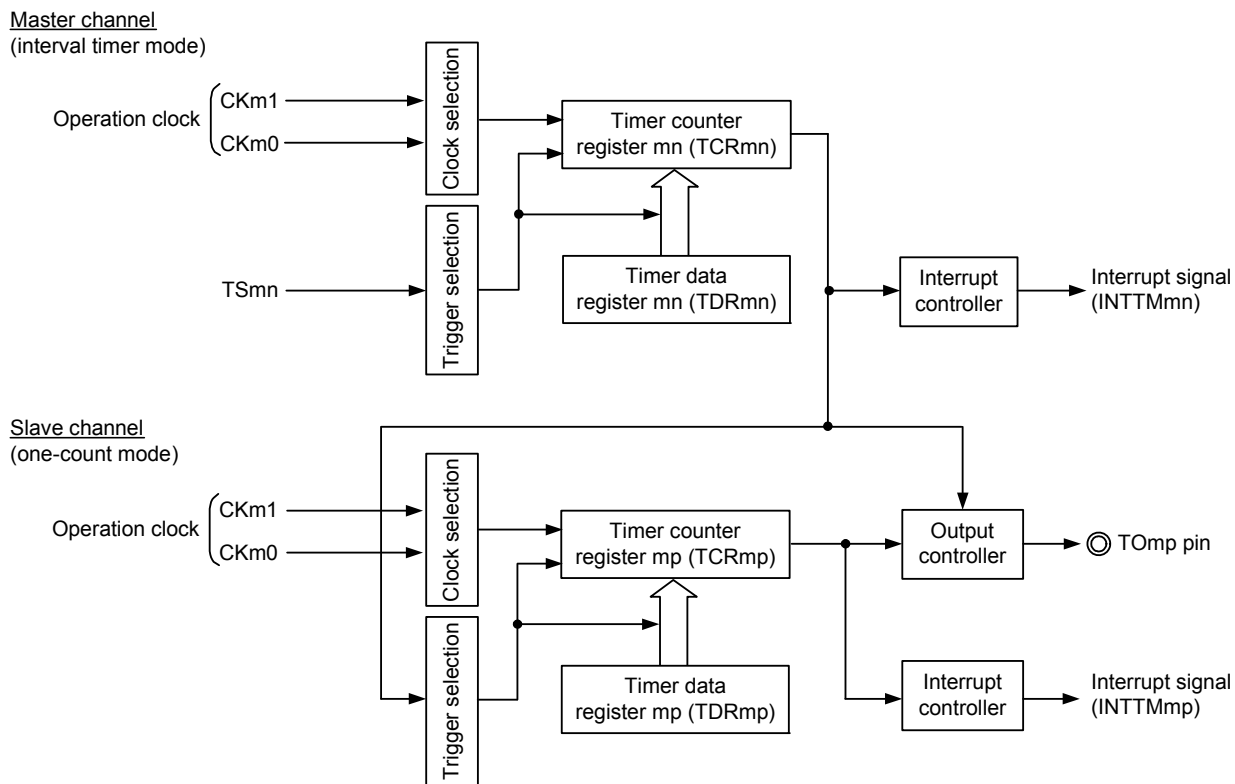 Master channel
(interval timer mode)
Operation clock
CKm1
CKm0
Clock selection
Timer counter
register mn (TCRmn)
TSmn
Trigger selection
Timer data
register mn (TDRmn)
Interrupt
controller
Interrupt signal
(INTTMmn)
Slave channel
(one-count mode)
Operation clock
CKm1
CKm0
Clock selection
Timer counter
register mp (TCRmp)
Output
controller
TOmp pin
Trigger selection
Timer data
register mp (TDRmp)
Interrupt
controller
Interrupt signal
(INTTMmp)